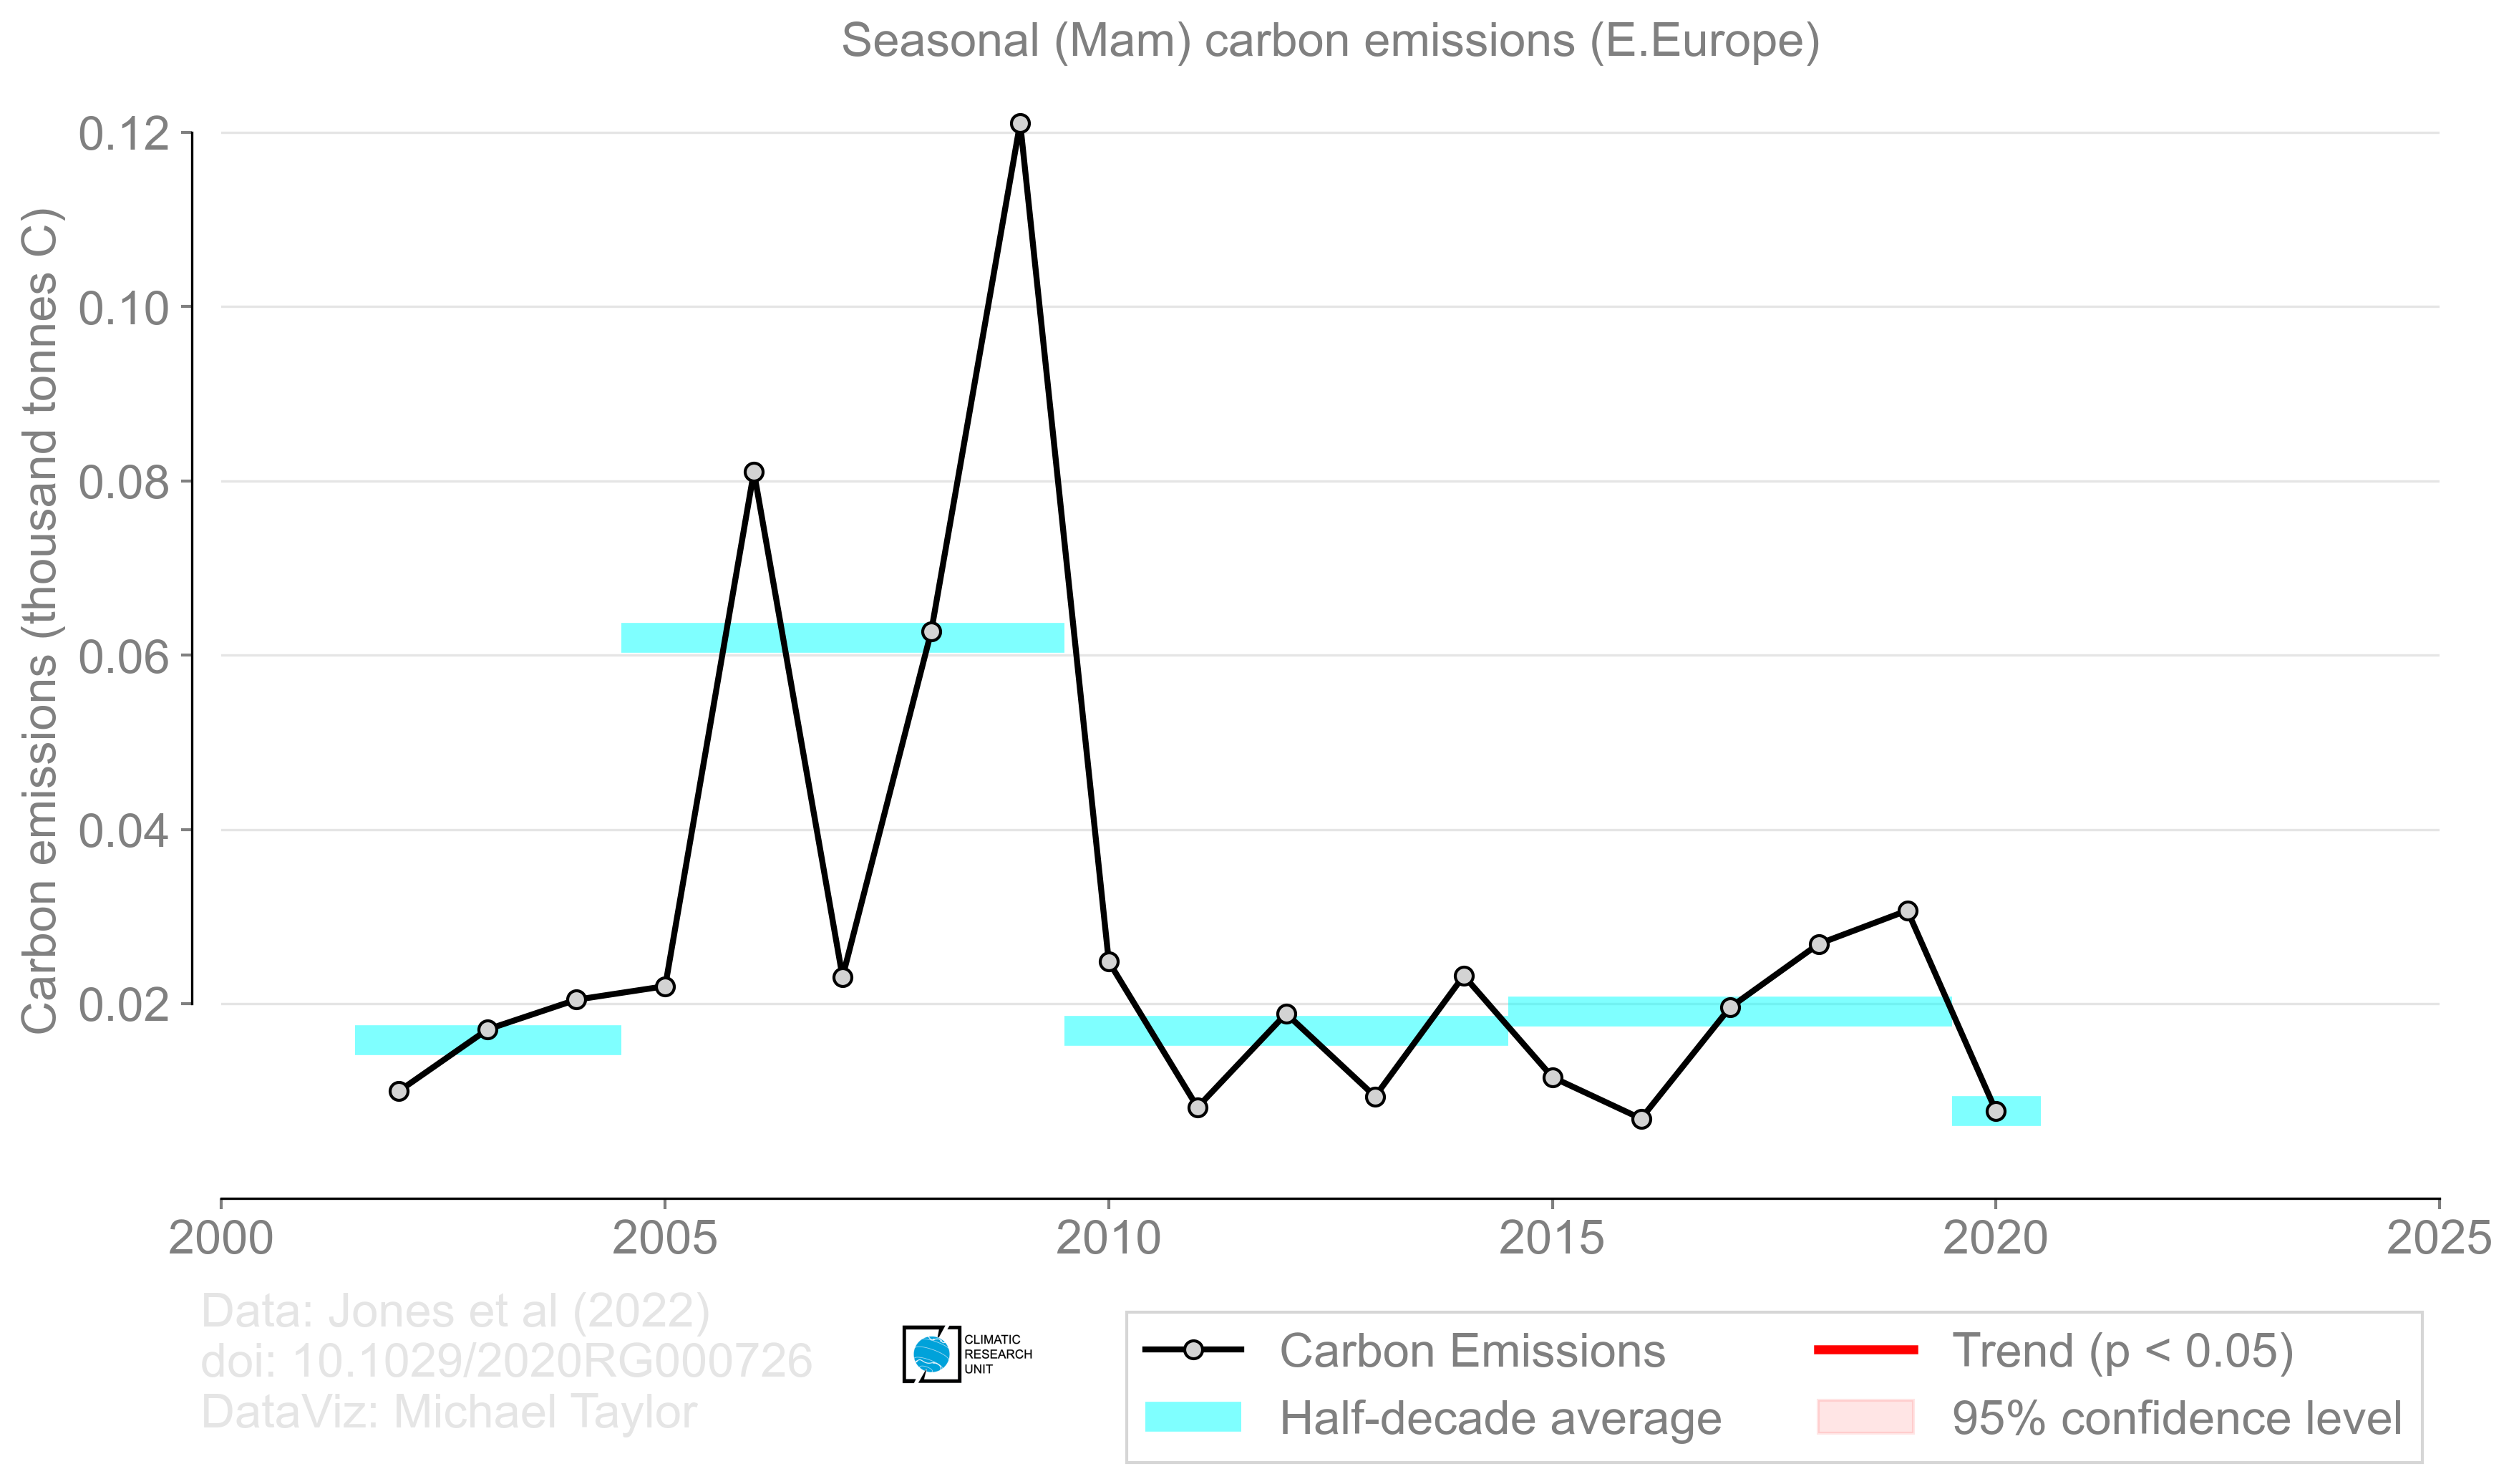 Seasonal (Mam) carbon emissions (E.Europe)
Carbon emissions (thousand tonnes C)
0.12
0.10
0.08
0.06
0.04
0.02
2000 2005 2010 2015 2020 2025
Data: Jones et al (2022)
doi: 10.1029/2020RG000726
DataViz: Michael Taylor
CLIMATIC
RESEARCH
UNIT
Carbon Emissions
Half-decade average
Trend (p < 0.05)
95% confidence level